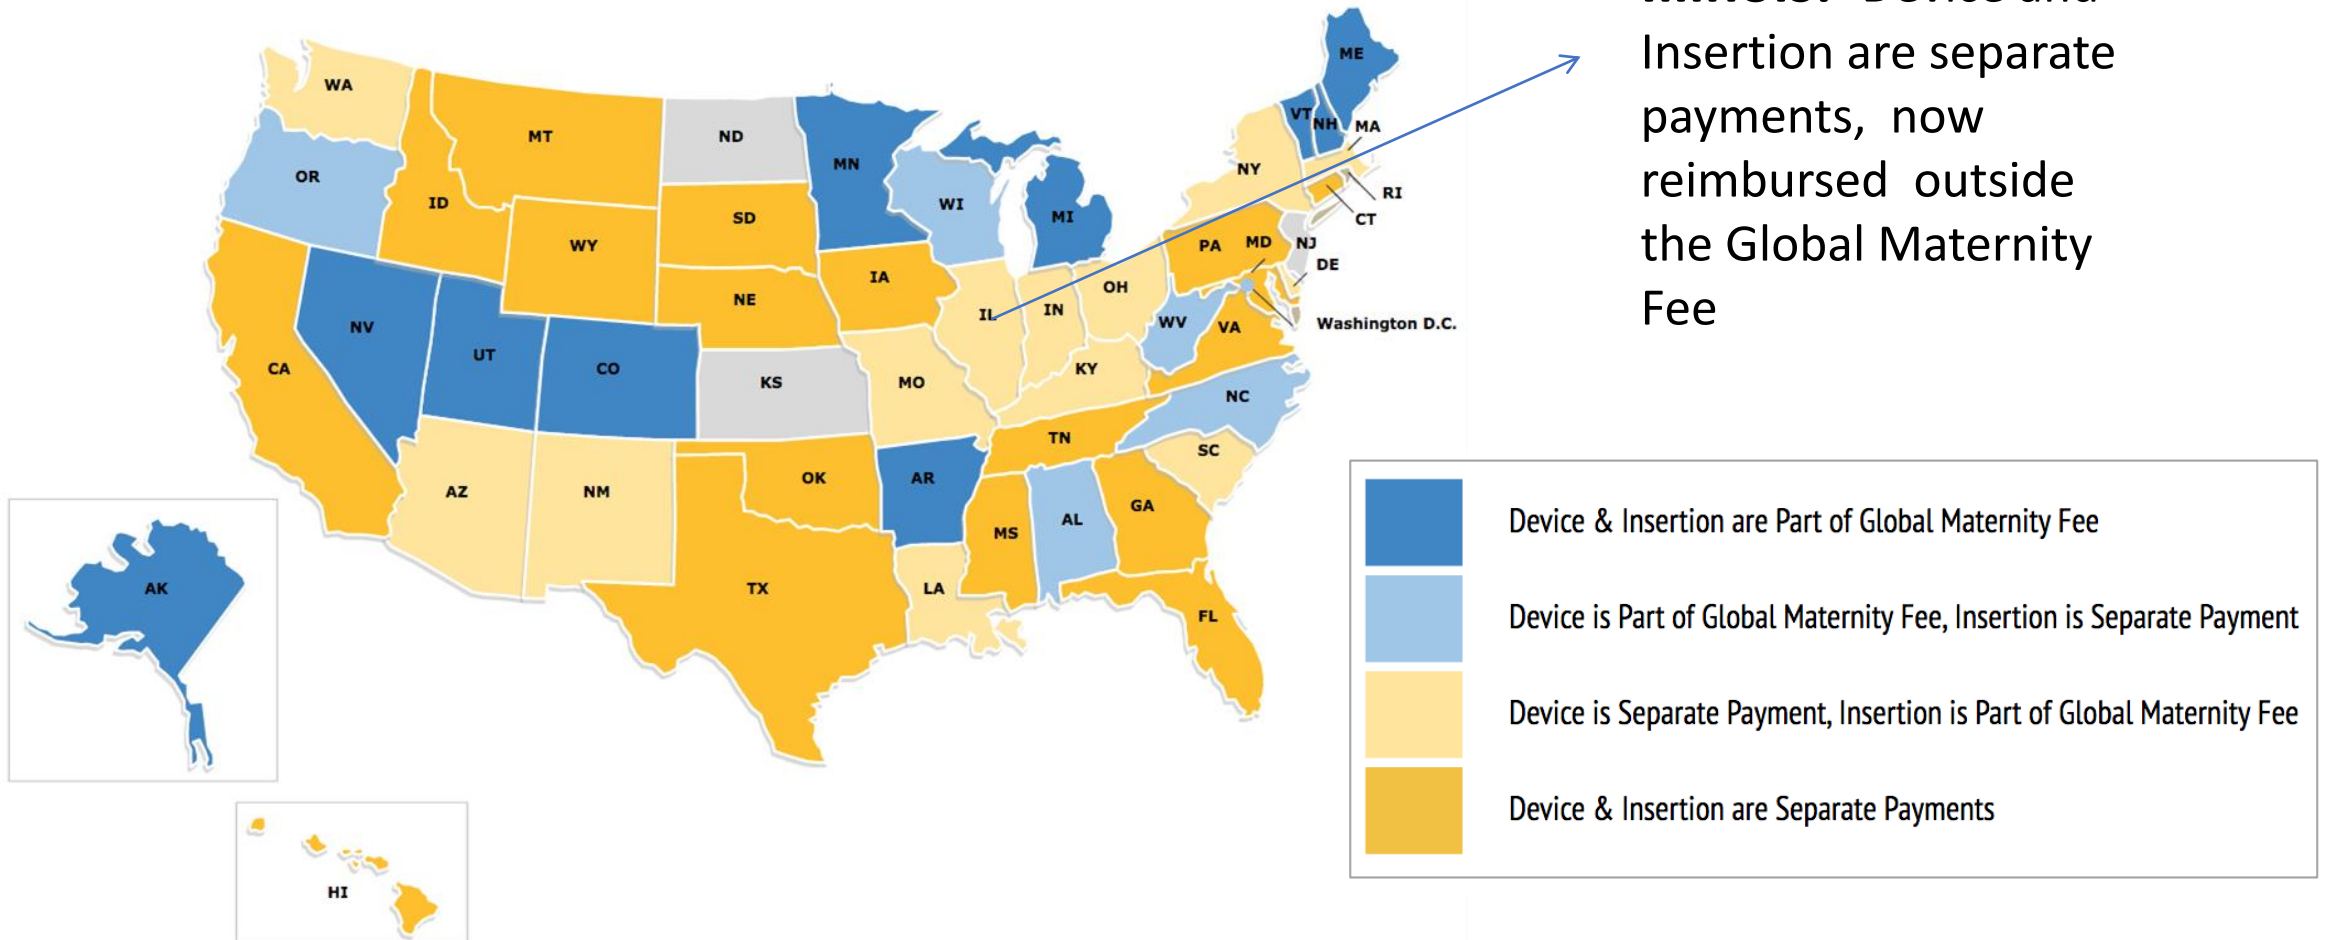 Device and
Insertion are separate
payments, now
reimbursed outside
the Global Maternity
Fee
ME
WA
VT
NH
MA
MT
ND
MN
OR
NY
ID
SD
WI
MI
RI
CT
WY
PA
MD
NJ
IA
DE
NE
OH
IL
IN
NV
WV
VA
Washington D.C.
UT
CO
CA
KS
MO
KY
NC
TN
SC
AZ
NM
OK
AR
GA
MS
AL
TX
LA
FL
AK
HI
Device & Insertion are Part of Global Maternity Fee
Device is Part of Global Maternity Fee, Insertion is Separate Payment
Device is Separate Payment, Insertion is Part of Global Maternity Fee
Device & Insertion are Separate Payments